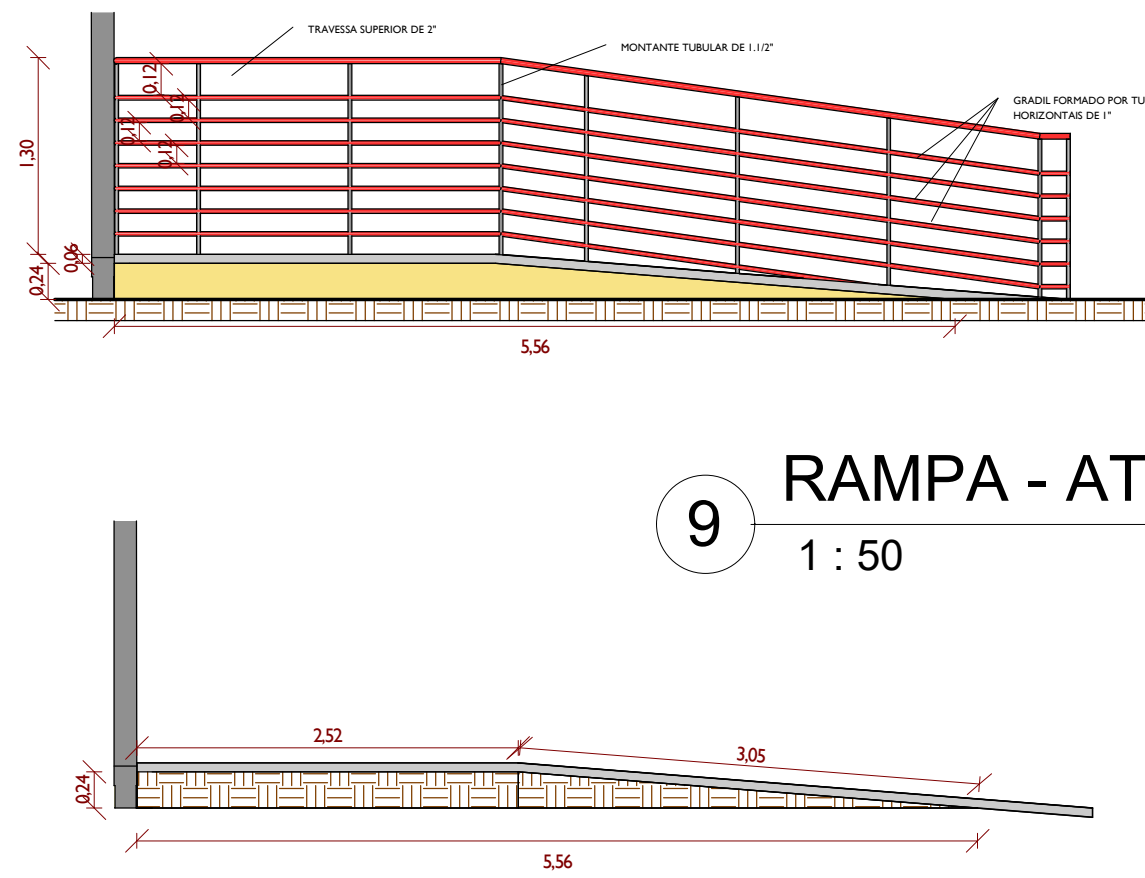 TRAVESSA SUPERIOR DE 2"
MONTANTE TUBULAR DE 1.1/2"
GRADIL FORMADO POR TU
HORIZONTAIS DE 1"
0,12
0,12
0,12
0,12
1,30
0,06
0,24
5,56
9
RAMPA - AT
1 : 50
2,52
3,05
0,24
5,56